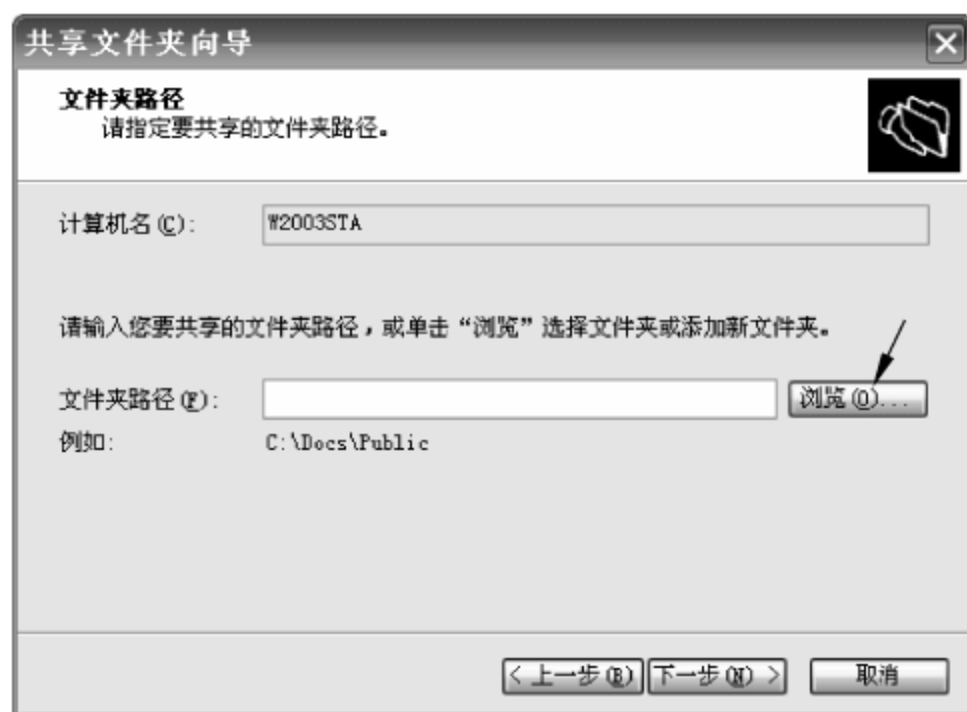 共享文件夹向导
文件夹路径
请指定要共享的文件夹路径。
计算机名(C):
W2003STA
请输入您要共享的文件夹路径，或单击“浏览”选择文件夹或添加新文件夹。
文件夹路径(F):
浏览(O)...
例如:
C:\Docs\Public
< 上一步(B)
下一步(N) >
取消